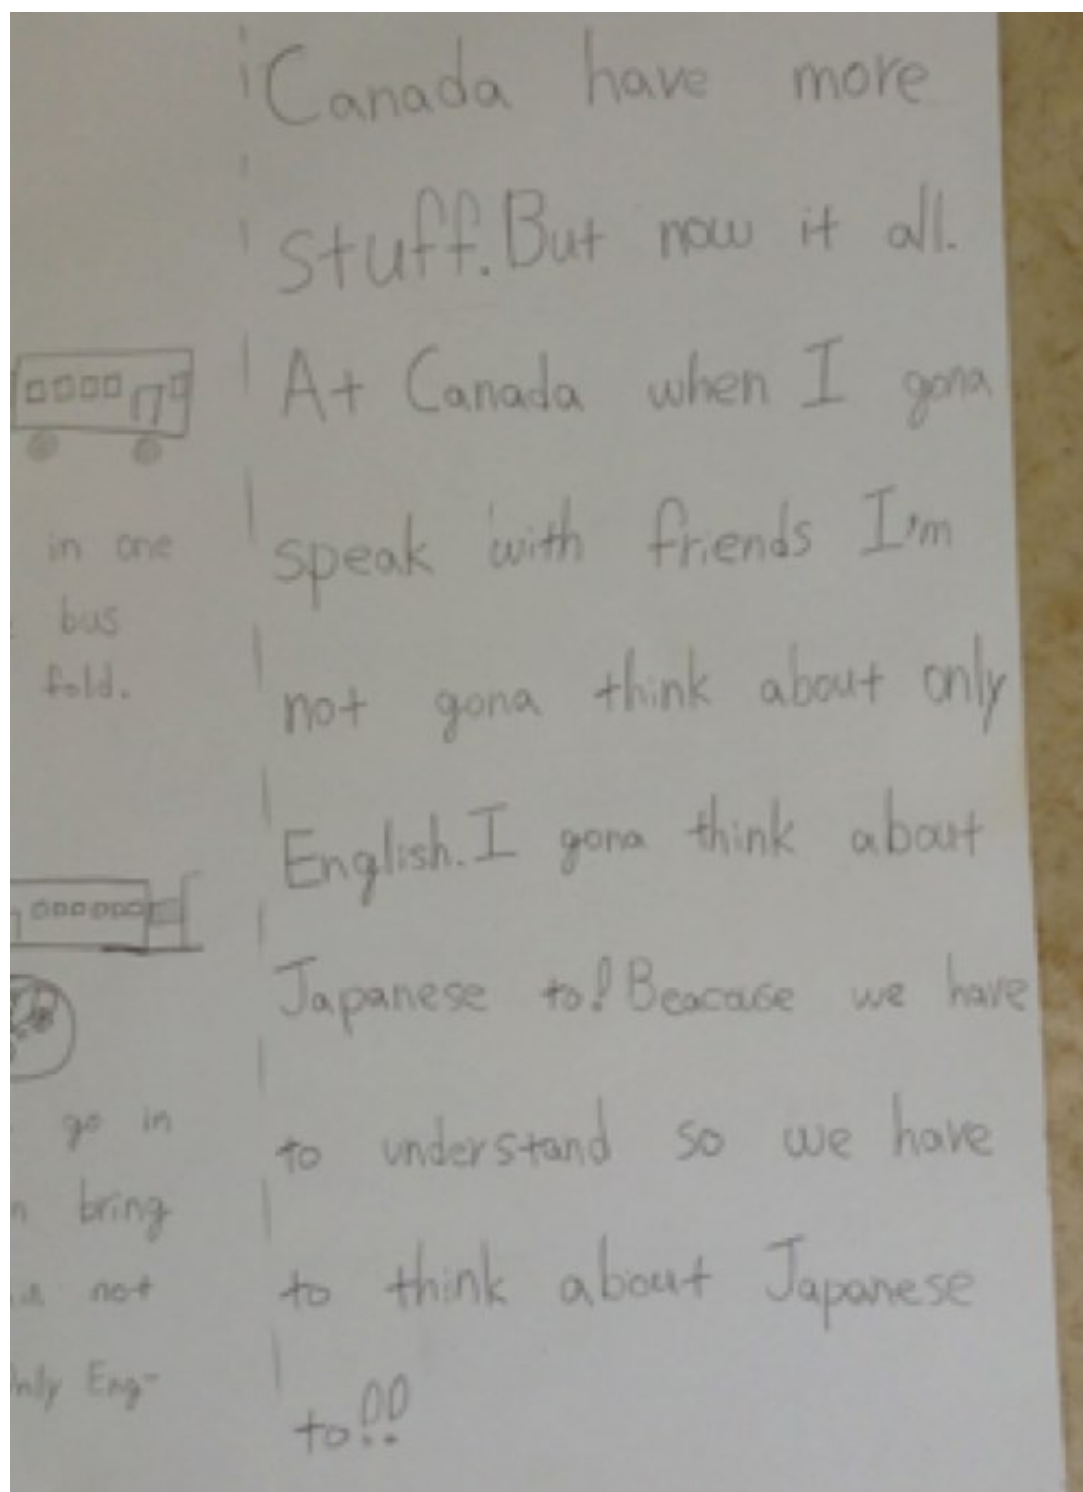 in one
bus
fold.
go in
bring
not
Eng-
Canada have more
stuff. But now it all.
At Canada when I gona
speak with friends I'm
not gona think about only
English. I gona think about
Japanese to! Beacase we have
to understand so we have
to think about Japanese
to!!